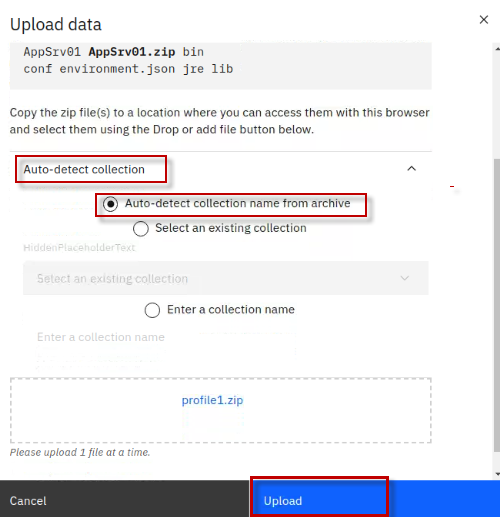 Upload data
AppSrv01 AppSrv01.zip bin
conf environment.json jre lib
Copy the zip file(s) to a location where you can access them with this browser
and select them using the Drop or add file button below.
Auto-detect collection
Auto-detect collection name from archive
Select an existing collection
HiddenPlaceholderText
Select an existing collection
Enter a collection name
Enter a collection name
profile1.zip
Please upload 1 file at a time.
Cancel
Upload